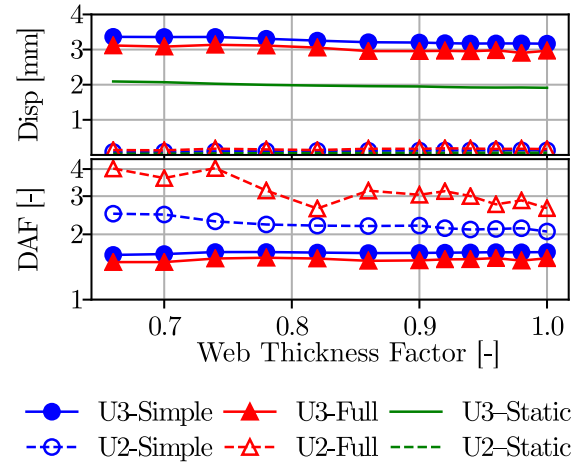 4
3
2
1
Disp [mm]
4
3
2
1
DAF [-]
0.7 0.8 0.9 1.0
Web Thickness Factor [-]
U3-Simple U3-Full U3–Static
U2-Simple U2-Full U2–Static